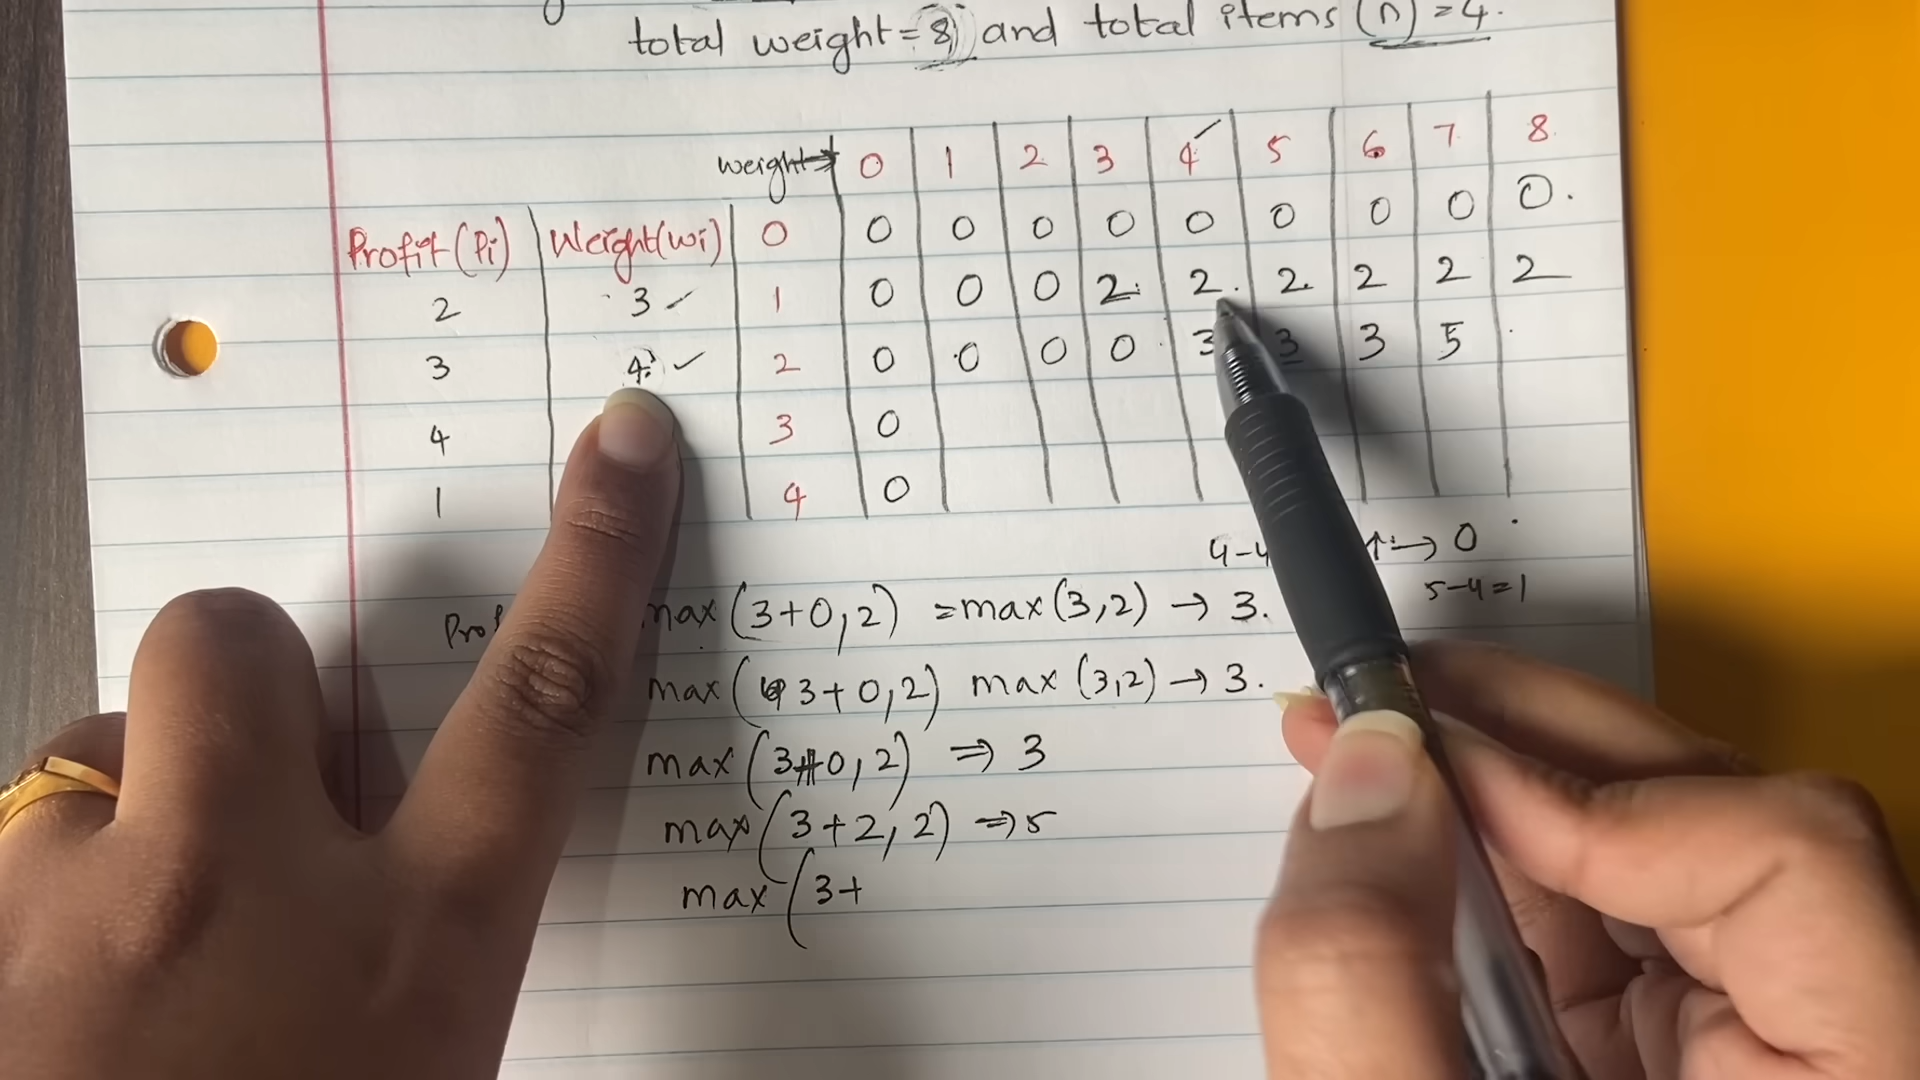 total weight = 8 and total items (n) = 4.
weight→ 0 1 2 3 4 5 6 7 8
Profit (Pi) Weight(wi) 0 0 0 0 0 0 0 0 0 0.
2 3 ✓ 1 0 0 0 2 2 2 2 2 2
3 4 ✓ 2 0 0 0 0 3 3 3 5
4 3 0
1 4 0
4-4 → 0
5-4=1
max (3+0, 2) = max (3,2) → 3.
max ( 3+0,2) max (3,2) → 3.
max (3+0, 2) ⇒ 3
max (3+2, 2) ⇒ 5
max (3+